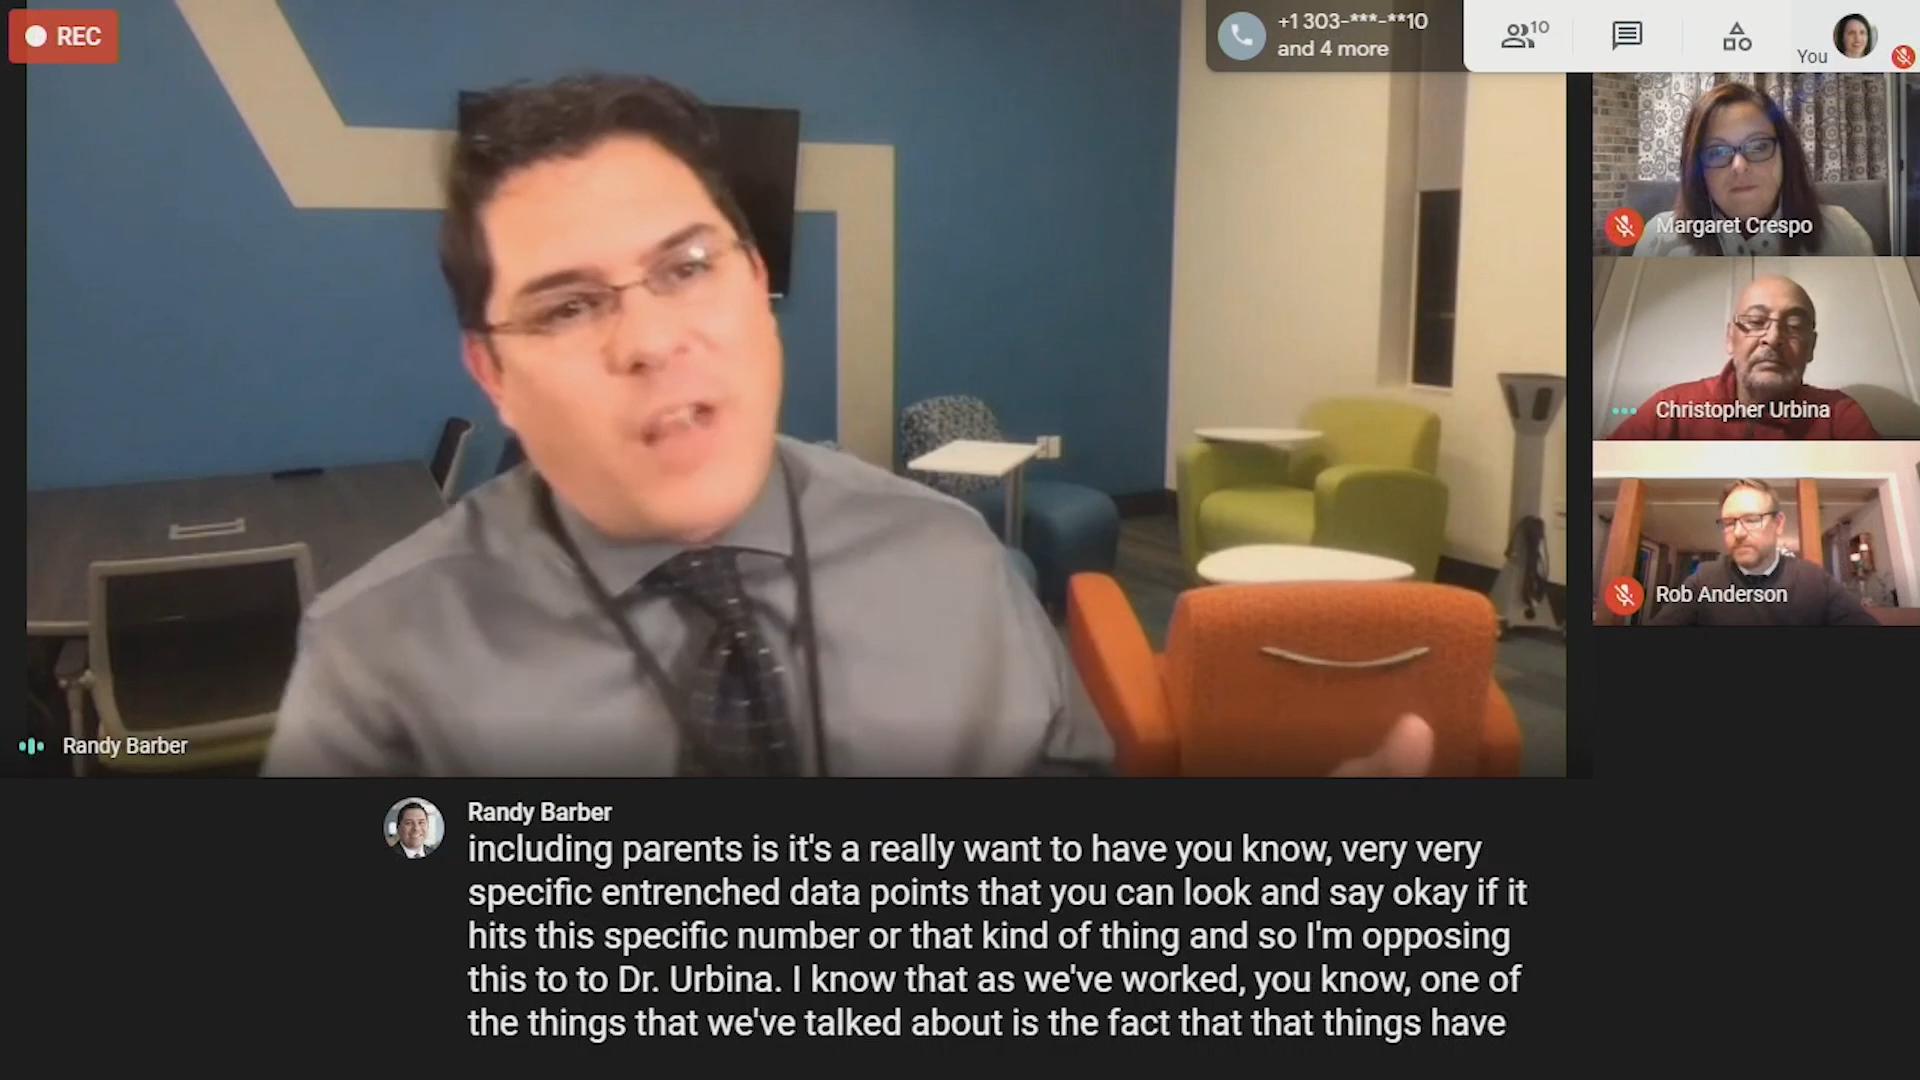 REC
+1 303-***-**10
and 4 more
10
You
Margaret Crespo
Christopher Urbina
Rob Anderson
Randy Barber
Randy Barber
including parents is it's a really want to have you know, very very
specific entrenched data points that you can look and say okay if it
hits this specific number or that kind of thing and so I'm opposing
this to to Dr. Urbina. I know that as we've worked, you know, one of
the things that we've talked about is the fact that that things have